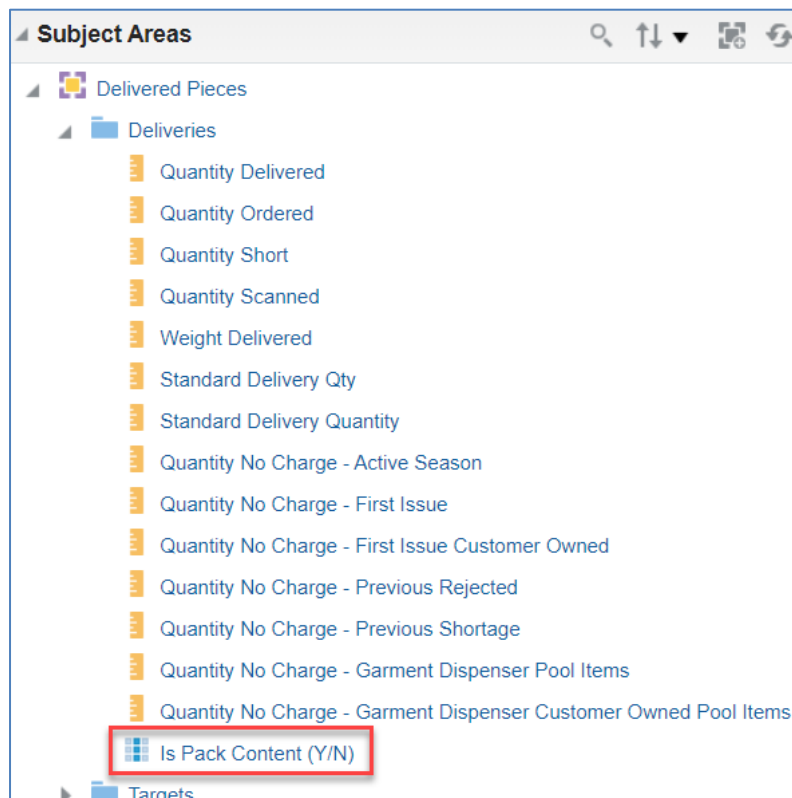 Subject Areas
Delivered Pieces
Deliveries
Quantity Delivered
Quantity Ordered
Quantity Short
Quantity Scanned
Weight Delivered
Standard Delivery Qty
Standard Delivery Quantity
Quantity No Charge - Active Season
Quantity No Charge - First Issue
Quantity No Charge - First Issue Customer Owned
Quantity No Charge - Previous Rejected
Quantity No Charge - Previous Shortage
Quantity No Charge - Garment Dispenser Pool Items
Quantity No Charge - Garment Dispenser Customer Owned Pool Items
Is Pack Content (Y/N)
Targets